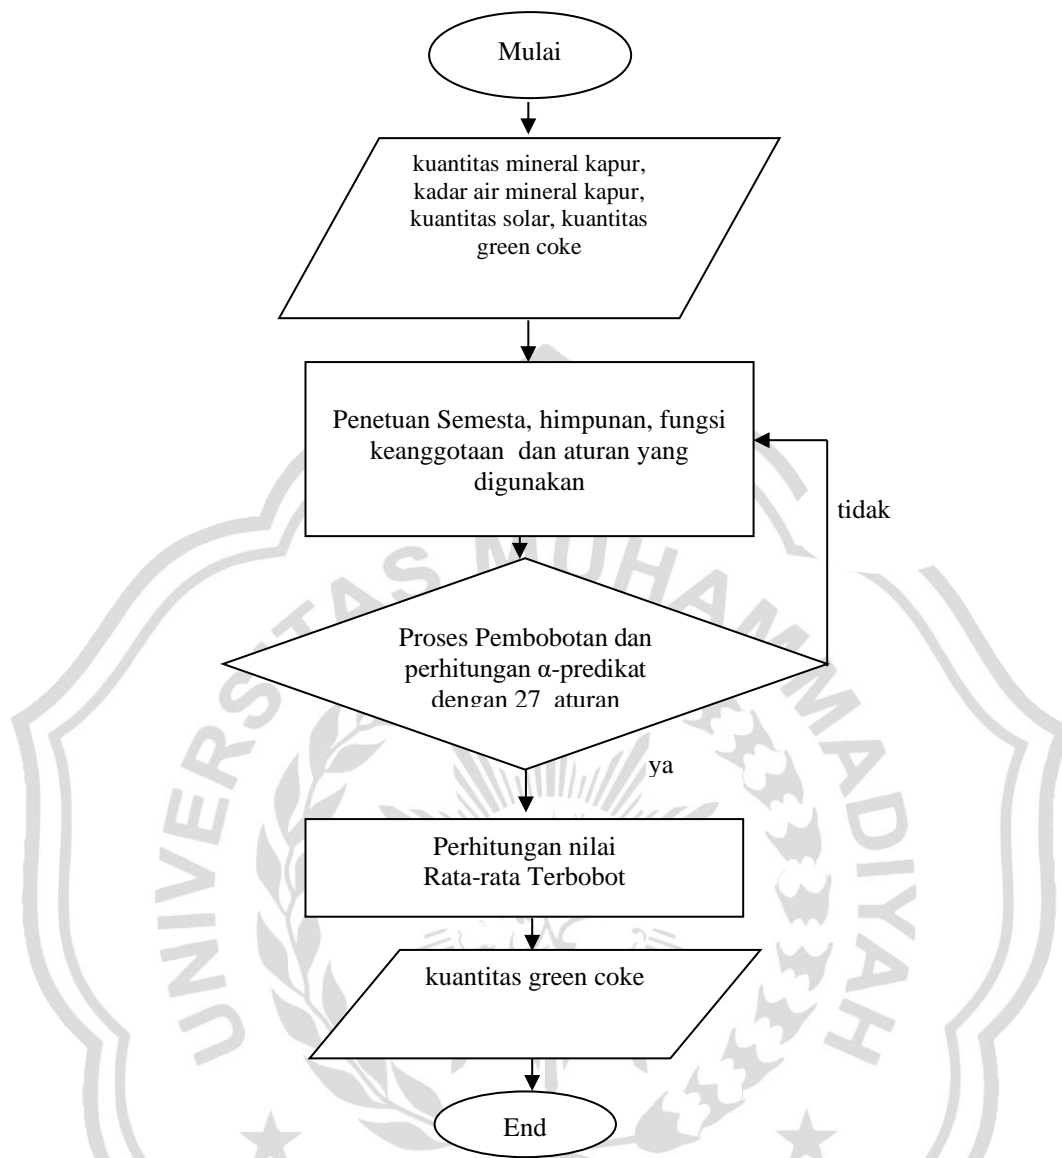 Mulai
kuantitas mineral kapur,
kadar air mineral kapur,
kuantitas solar, kuantitas
green coke
Penetuan Semesta, himpunan, fungsi
keanggotaan dan aturan yang
digunakan
tidak
Proses Pembobotan dan
perhitungan α-predikat
dengan 27 aturan
ya
Perhitungan nilai
Rata-rata Terbobot
kuantitas green coke
End
UNIVERSITAS MUHAMMADIYAH